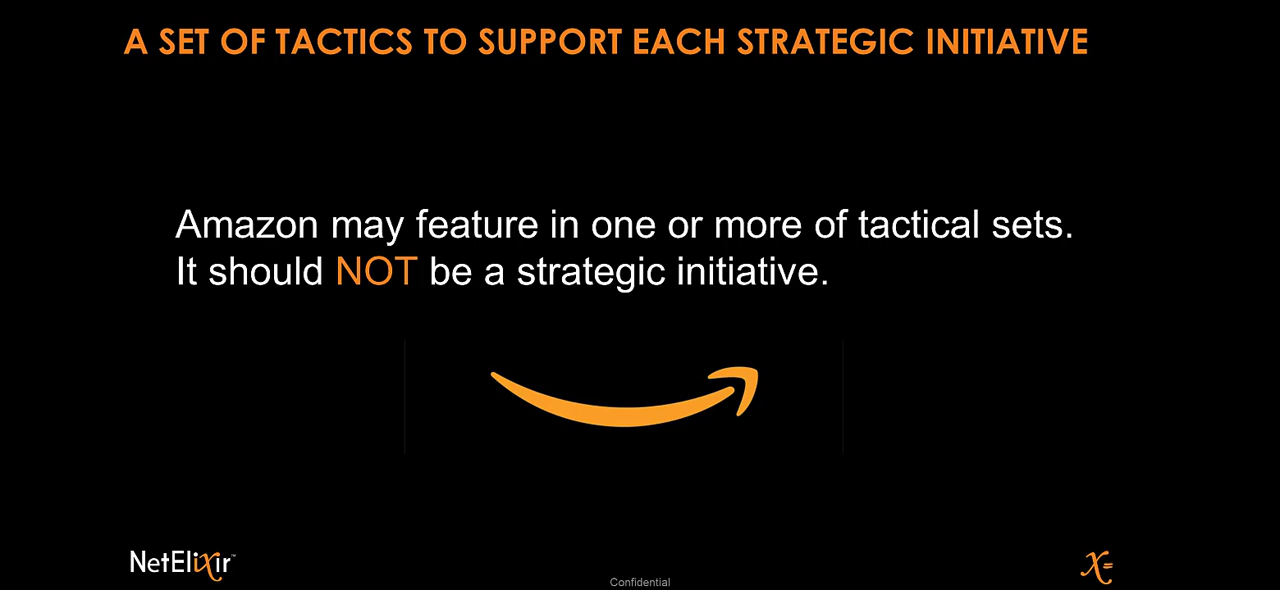 A SET OF TACTICS TO SUPPORT EACH STRATEGIC INITIATIVE
Amazon may feature in one or more of tactical sets.
It should NOT be a strategic initiative.
NetElixir™
X=
Confidential